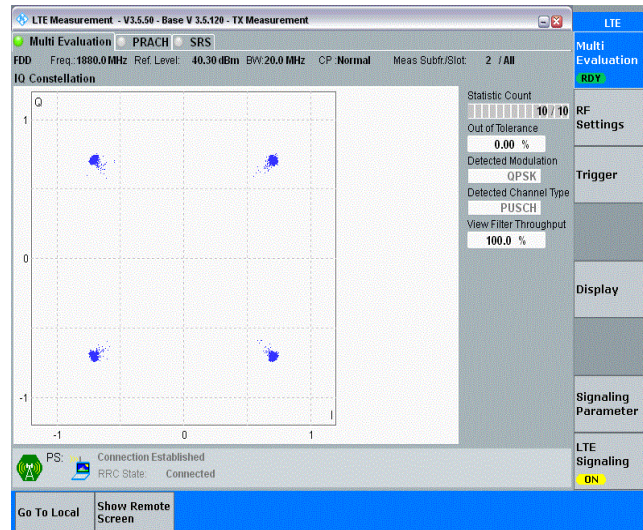 LTE Measurement - V3.5.50 - Base V 3.5.120 - TX Measurement
LTE
Multi Evaluation PRACH SRS
FDD Freq.: 1880.0 MHz Ref. Level: 40.30 dBm BW: 20.0 MHz CP : Normal Meas Subfr./Slot: 2 / All
IQ Constellation
Q
1
0
-1
-1 0 1
I
Statistic Count
10 / 10
Out of Tolerance
0.00 %
Detected Modulation
QPSK
Detected Channel Type
PUSCH
View Filter Throughput
100.0 %
Multi
Evaluation
RDY
RF
Settings
Trigger
Display
Signaling
Parameter
LTE
Signaling
ON
PS: Connection Established
RRC State: Connected
Go To Local
Show Remote
Screen